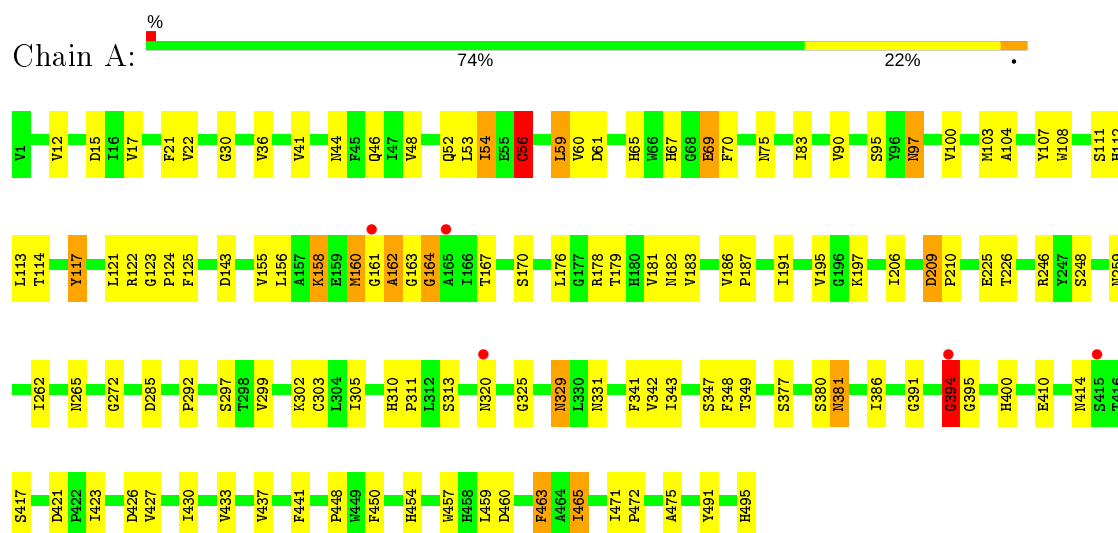 %
Chain A:
74% 22% •
V1 V12 D15 I16 V17 F21 V22 G30 V36 V41 N44 F45 Q46 I47 V48 Q52 L53 I54 E55 C56 L59 V60 D61 H65 W66 H67 G68 E69 F70 N75 I83 V90 S95 Y96 N97 V100 M103 A104 Y107 W108 S111 H112
L113 T114 Y117 L121 R122 G123 P124 F125 D143 V155 L156 A157 K158 E159 M160 G161 A162 G163 G164 A165 I166 T167 S170 L176 G177 R178 T179 H180 V181 N182 V183 V186 P187 I191 V195 G196 K197 I206 D209 P210 E225 T226 R246 Y247 S248 N259
I262 N265 G272 D285 P292 S297 T298 V299 K302 C303 L304 I305 H310 P311 L312 S313 N320 G325 N329 L330 N331 F341 V342 I343 S347 F348 T349 S377 S380 N381 I386 G391 G394 G395 H400 E410 N414 S415 T416
S417 D421 P422 I423 D426 V427 I430 V433 V437 F441 P448 W449 F450 H454 W457 H458 L459 D460 F463 A464 I465 I471 P472 A475 Y491 H495